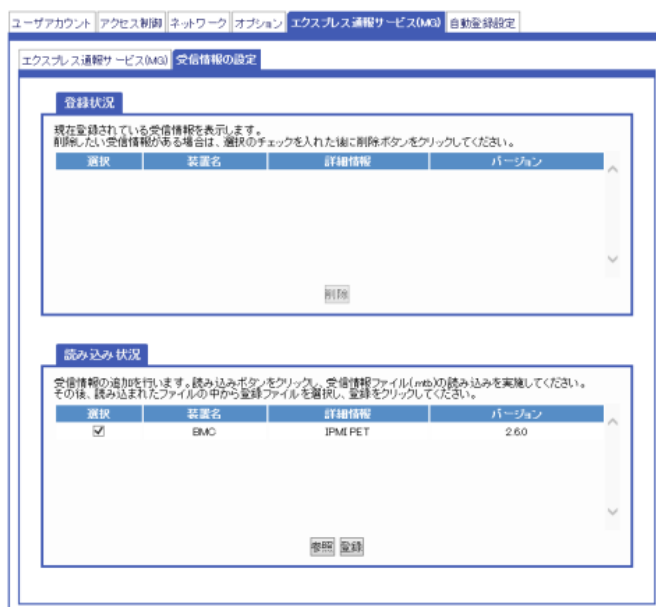 ユーザアカウント アクセス制御 ネットワーク オプション エクスプレス通報サービス(MG) 自動登録設定
エクスプレス通報サービス(MG) 受信情報の設定
登録状況
現在登録されている受信情報を表示します。
削除したい受信情報がある場合は、選択のチェックを入れた後に削除ボタンをクリックしてください。
選択 装置名 詳細情報 バージョン
削除
読み込み状況
受信情報の追加を行います。読み込みボタンをクリックし、受信情報ファイル(mtb)の読み込みを実施してください。
その後、読み込まれたファイルの中から登録ファイルを選択し、登録をクリックしてください。
選択 装置名 詳細情報 バージョン
BMC IPMI PET 2.6.0
参照 登録